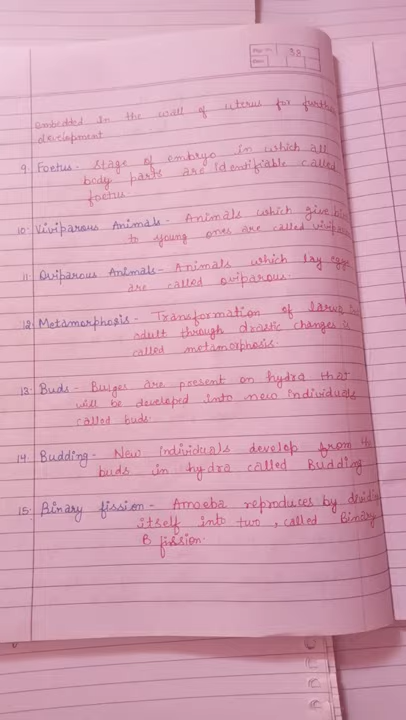 38
embedded in the wall of uterus for further
development
9. Foetus - Stage of embryo in which all
body parts are identifiable called
foetus.
10. Viviparous Animals - Animals which give
to young ones are called
11. Oviparous Animals - Animals which lay eggs
are called oviparous.
12. Metamorphosis - Transformation of larva
adult through drastic changes is
called metamorphosis.
13. Buds - Bulges are present on hydra that
will be developed into new individuals
called buds.
14. Budding - New individuals develop from
buds in hydra called Budding
15. Binary fission - Amoeba reproduces by
itself into two, called Binary
B fission.